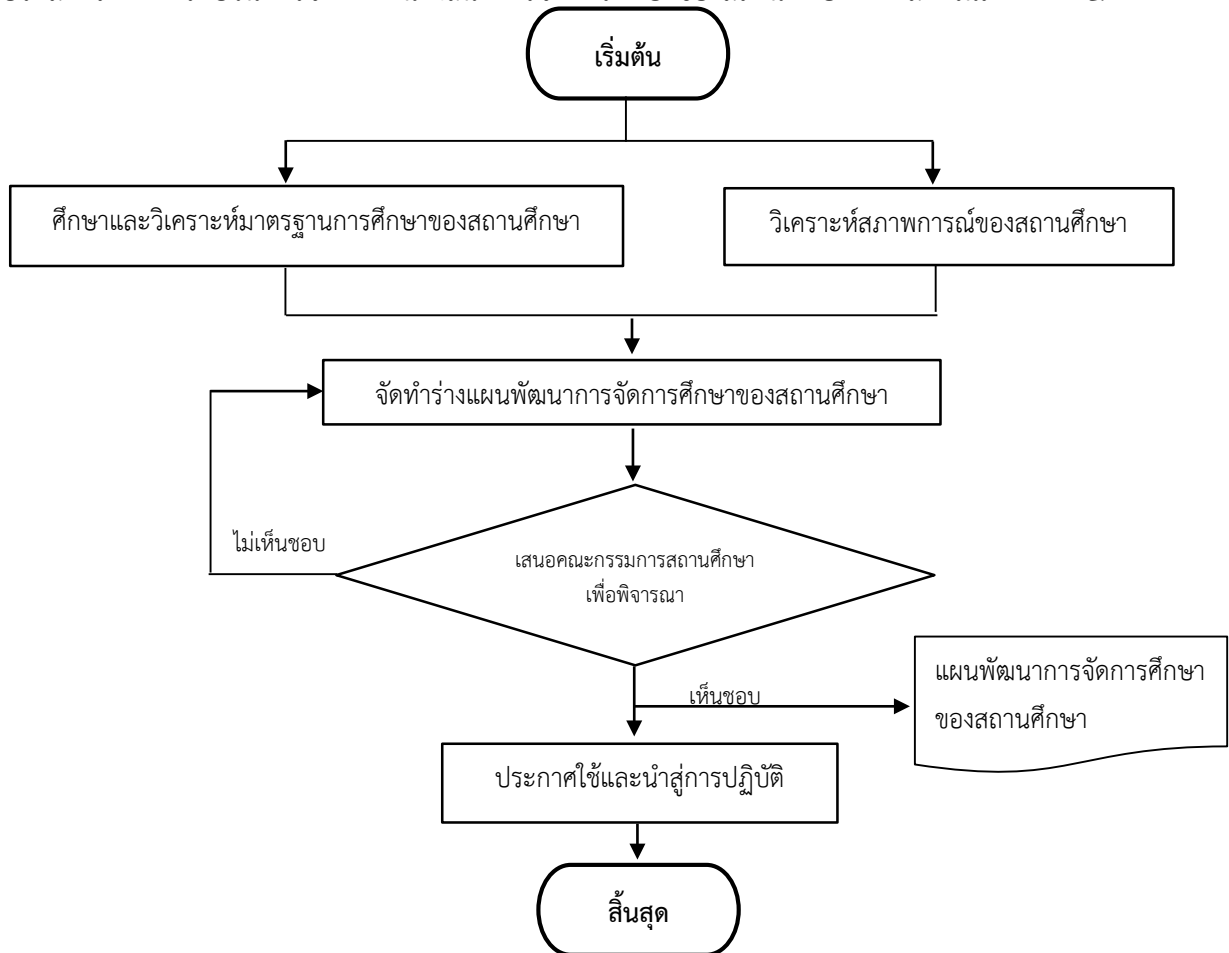 เริ่มต้น
ศึกษาและวิเคราะห์มาตรฐานการศึกษาของสถานศึกษา
วิเคราะห์สภาพการณ์ของสถานศึกษา
จัดทำร่างแผนพัฒนาการจัดการศึกษาของสถานศึกษา
ไม่เห็นชอบ
เสนอคณะกรรมการสถานศึกษา
เพื่อพิจารณา
เห็นชอบ
แผนพัฒนาการจัดการศึกษา
ของสถานศึกษา
ประกาศใช้และนำสู่การปฏิบัติ
สิ้นสุด